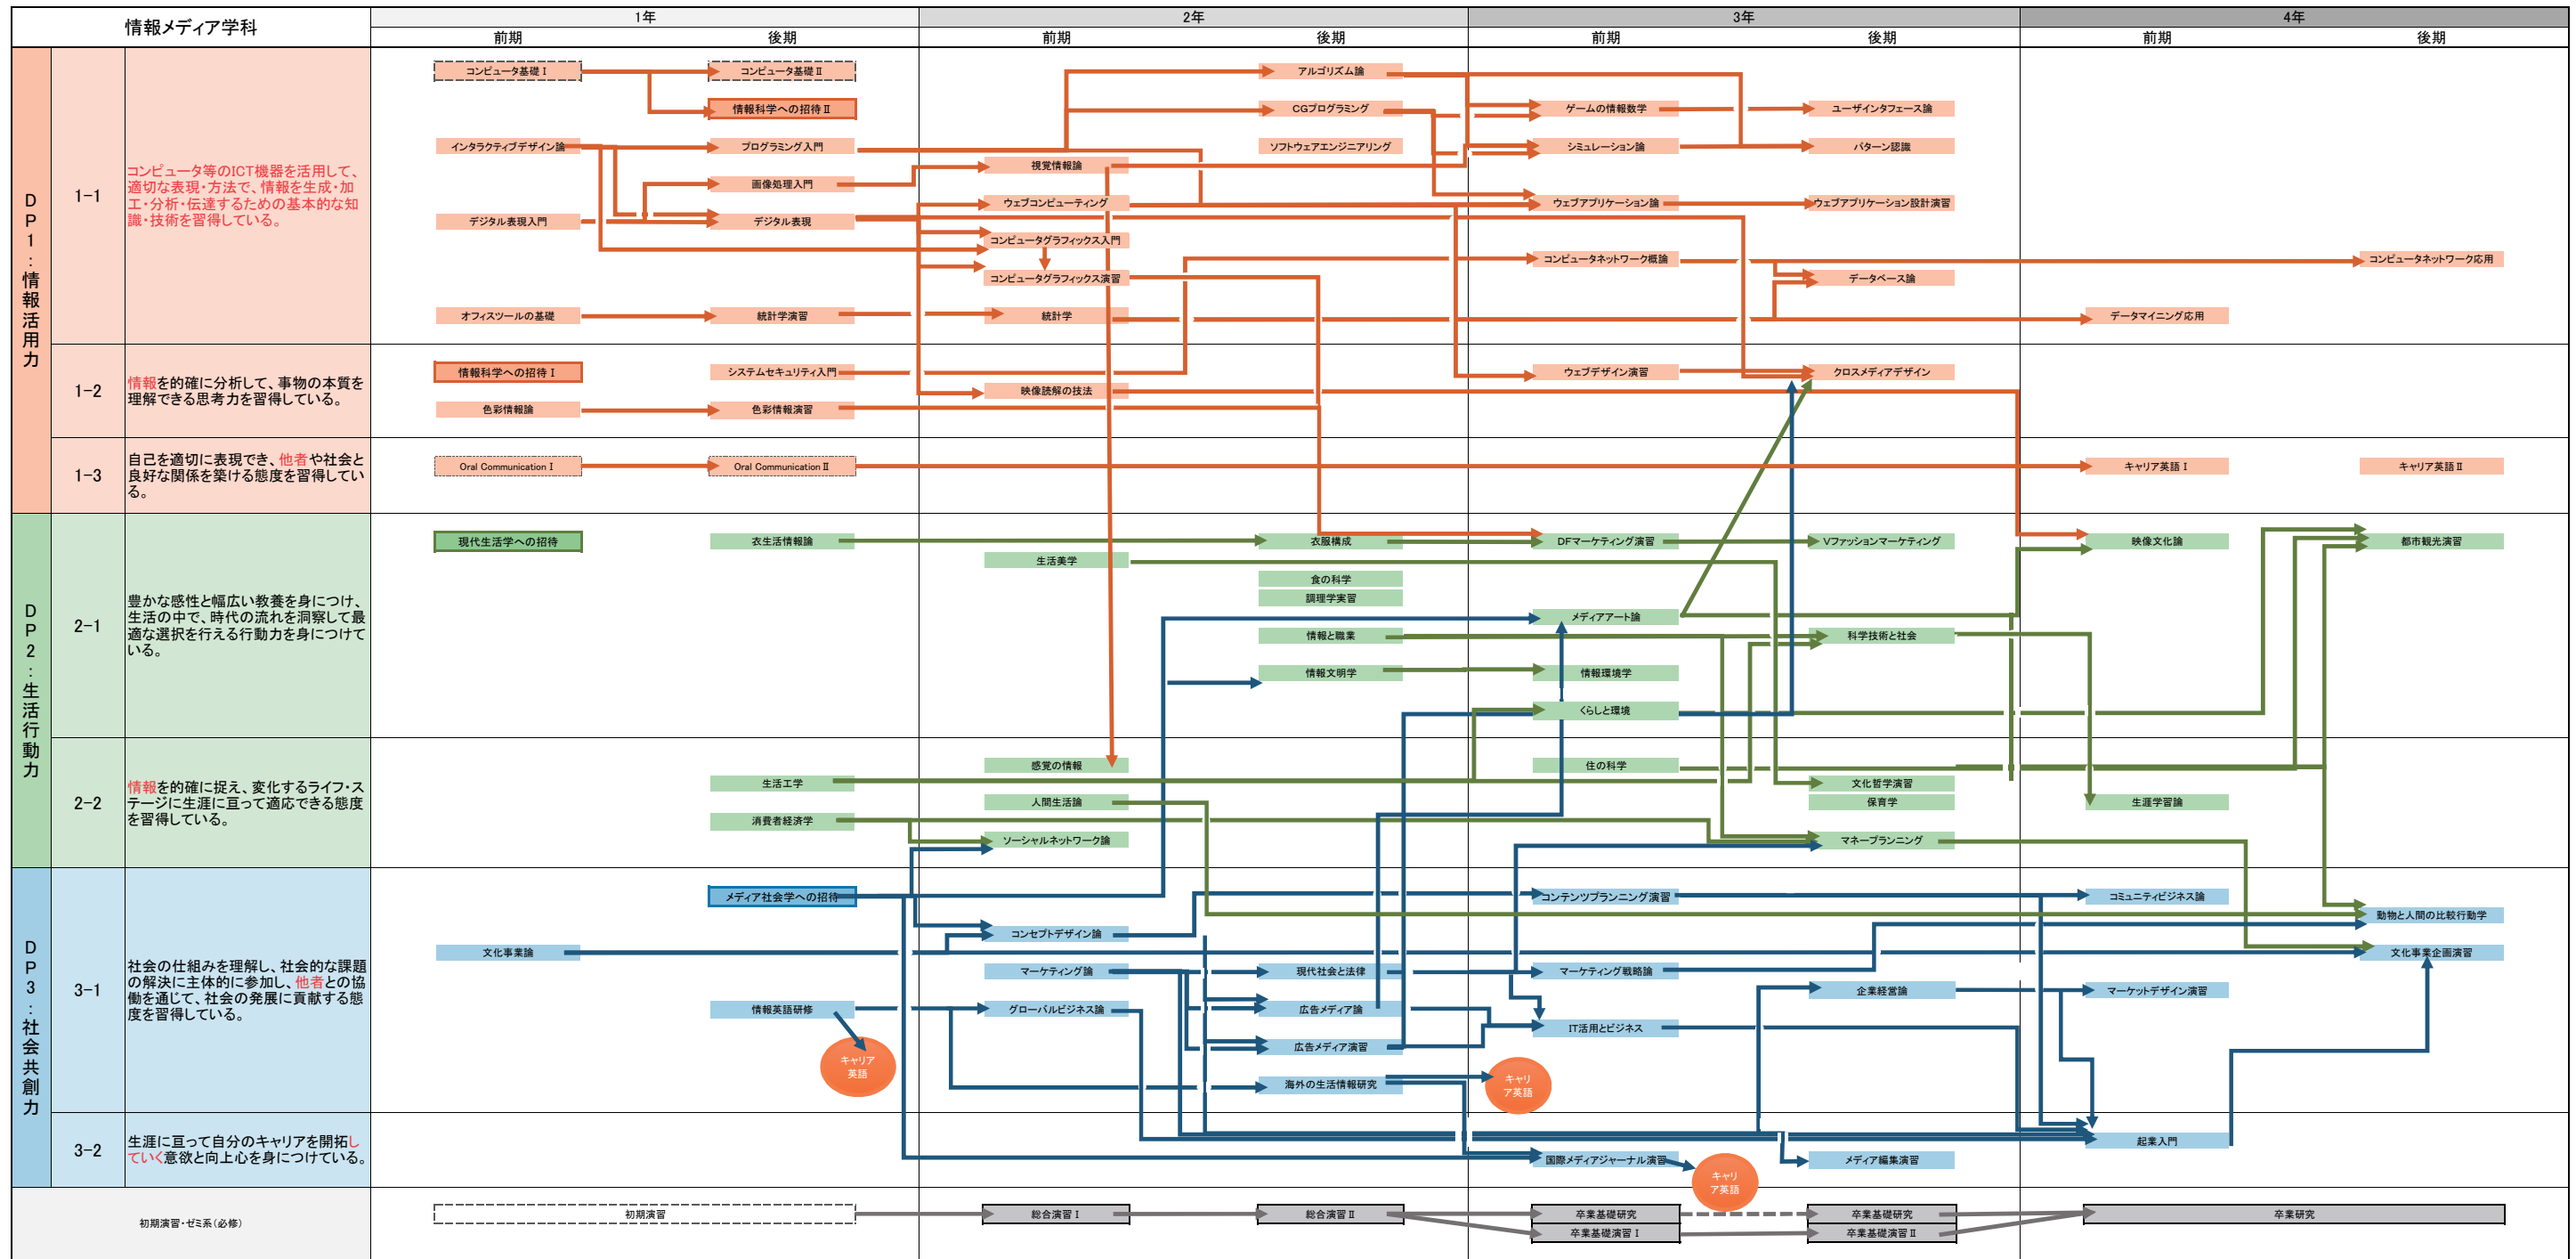 情報メディア学科
1年
2年
3年
4年
前期
後期
前期
後期
前期
後期
前期
後期
DP1：情報活用力
1-1
コンピュータ等のICT機器を活用して、
適切な表現・方法で、情報を生成・加
工・分析・伝達するための基本的な知
識・技術を習得している。
コンピュータ基礎Ⅰ
コンピュータ基礎Ⅱ
アルゴリズム論
情報科学への招待Ⅱ
CGプログラミング
ゲームの情報数学
ユーザインタフェース論
インタラクティブデザイン論
プログラミング入門
ソフトウェアエンジニアリング
シミュレーション論
パターン認識
視覚情報論
画像処理入門
ウェブコンピューティング
ウェブアプリケーション論
ウェブアプリケーション設計演習
デジタル表現入門
デジタル表現
コンピュータグラフィックス入門
コンピュータネットワーク概論
コンピュータネットワーク応用
コンピュータグラフィックス演習
データベース論
オフィスツールの基礎
統計学演習
統計学
データマイニング応用
1-2
情報を的確に分析して、事物の本質を
理解できる思考力を習得している。
情報科学への招待Ⅰ
システムセキュリティ入門
ウェブデザイン演習
クロスメディアデザイン
映像読解の技法
色彩情報論
色彩情報演習
1-3
自己を適切に表現でき、他者や社会と
良好な関係を築ける態度を習得してい
る。
Oral Communication Ⅰ
Oral Communication Ⅱ
キャリア英語Ⅰ
キャリア英語Ⅱ
DP2：生活行動力
2-1
豊かな感性と幅広い教養を身につけ、
生活の中で、時代の流れを洞察して最
適な選択を行える行動力を身につけて
いる。
現代生活学への招待
衣生活情報論
衣服構成
DFマーケティング演習
Vファッションマーケティング
映像文化論
都市観光演習
生活美学
食の科学
調理学実習
メディアアート論
情報と職業
科学技術と社会
情報文明学
情報環境学
くらしと環境
2-2
情報を的確に捉え、変化するライフ・ス
テージに生涯に亘って適応できる態度
を習得している。
感覚の情報
住の科学
生活工学
文化哲学演習
人間生活論
保育学
生涯学習論
消費者経済学
ソーシャルネットワーク論
マネープランニング
DP3：社会共創力
3-1
社会の仕組みを理解し、社会的な課題
の解決に主体的に参加し、他者との協
働を通じて、社会の発展に貢献する態
度を習得している。
メディア社会学への招待
コンテンツプランニング演習
コミュニティビジネス論
動物と人間の比較行動学
コンセプトデザイン論
文化事業論
文化事業企画演習
マーケティング論
現代社会と法律
マーケティング戦略論
企業経営論
マーケットデザイン演習
情報英語研修
グローバルビジネス論
広告メディア論
IT活用とビジネス
広告メディア演習
キャリア
英語
海外の生活情報研究
キャリ
ア英語
3-2
生涯に亘って自分のキャリアを開拓し
ていく意欲と向上心を身につけている。
起業入門
国際メディアジャーナル演習
メディア編集演習
キャリ
ア英語
初期演習・ゼミ系（必修）
初期演習
総合演習Ⅰ
総合演習Ⅱ
卒業基礎研究
卒業基礎研究
卒業研究
卒業基礎演習Ⅰ
卒業基礎演習Ⅱ